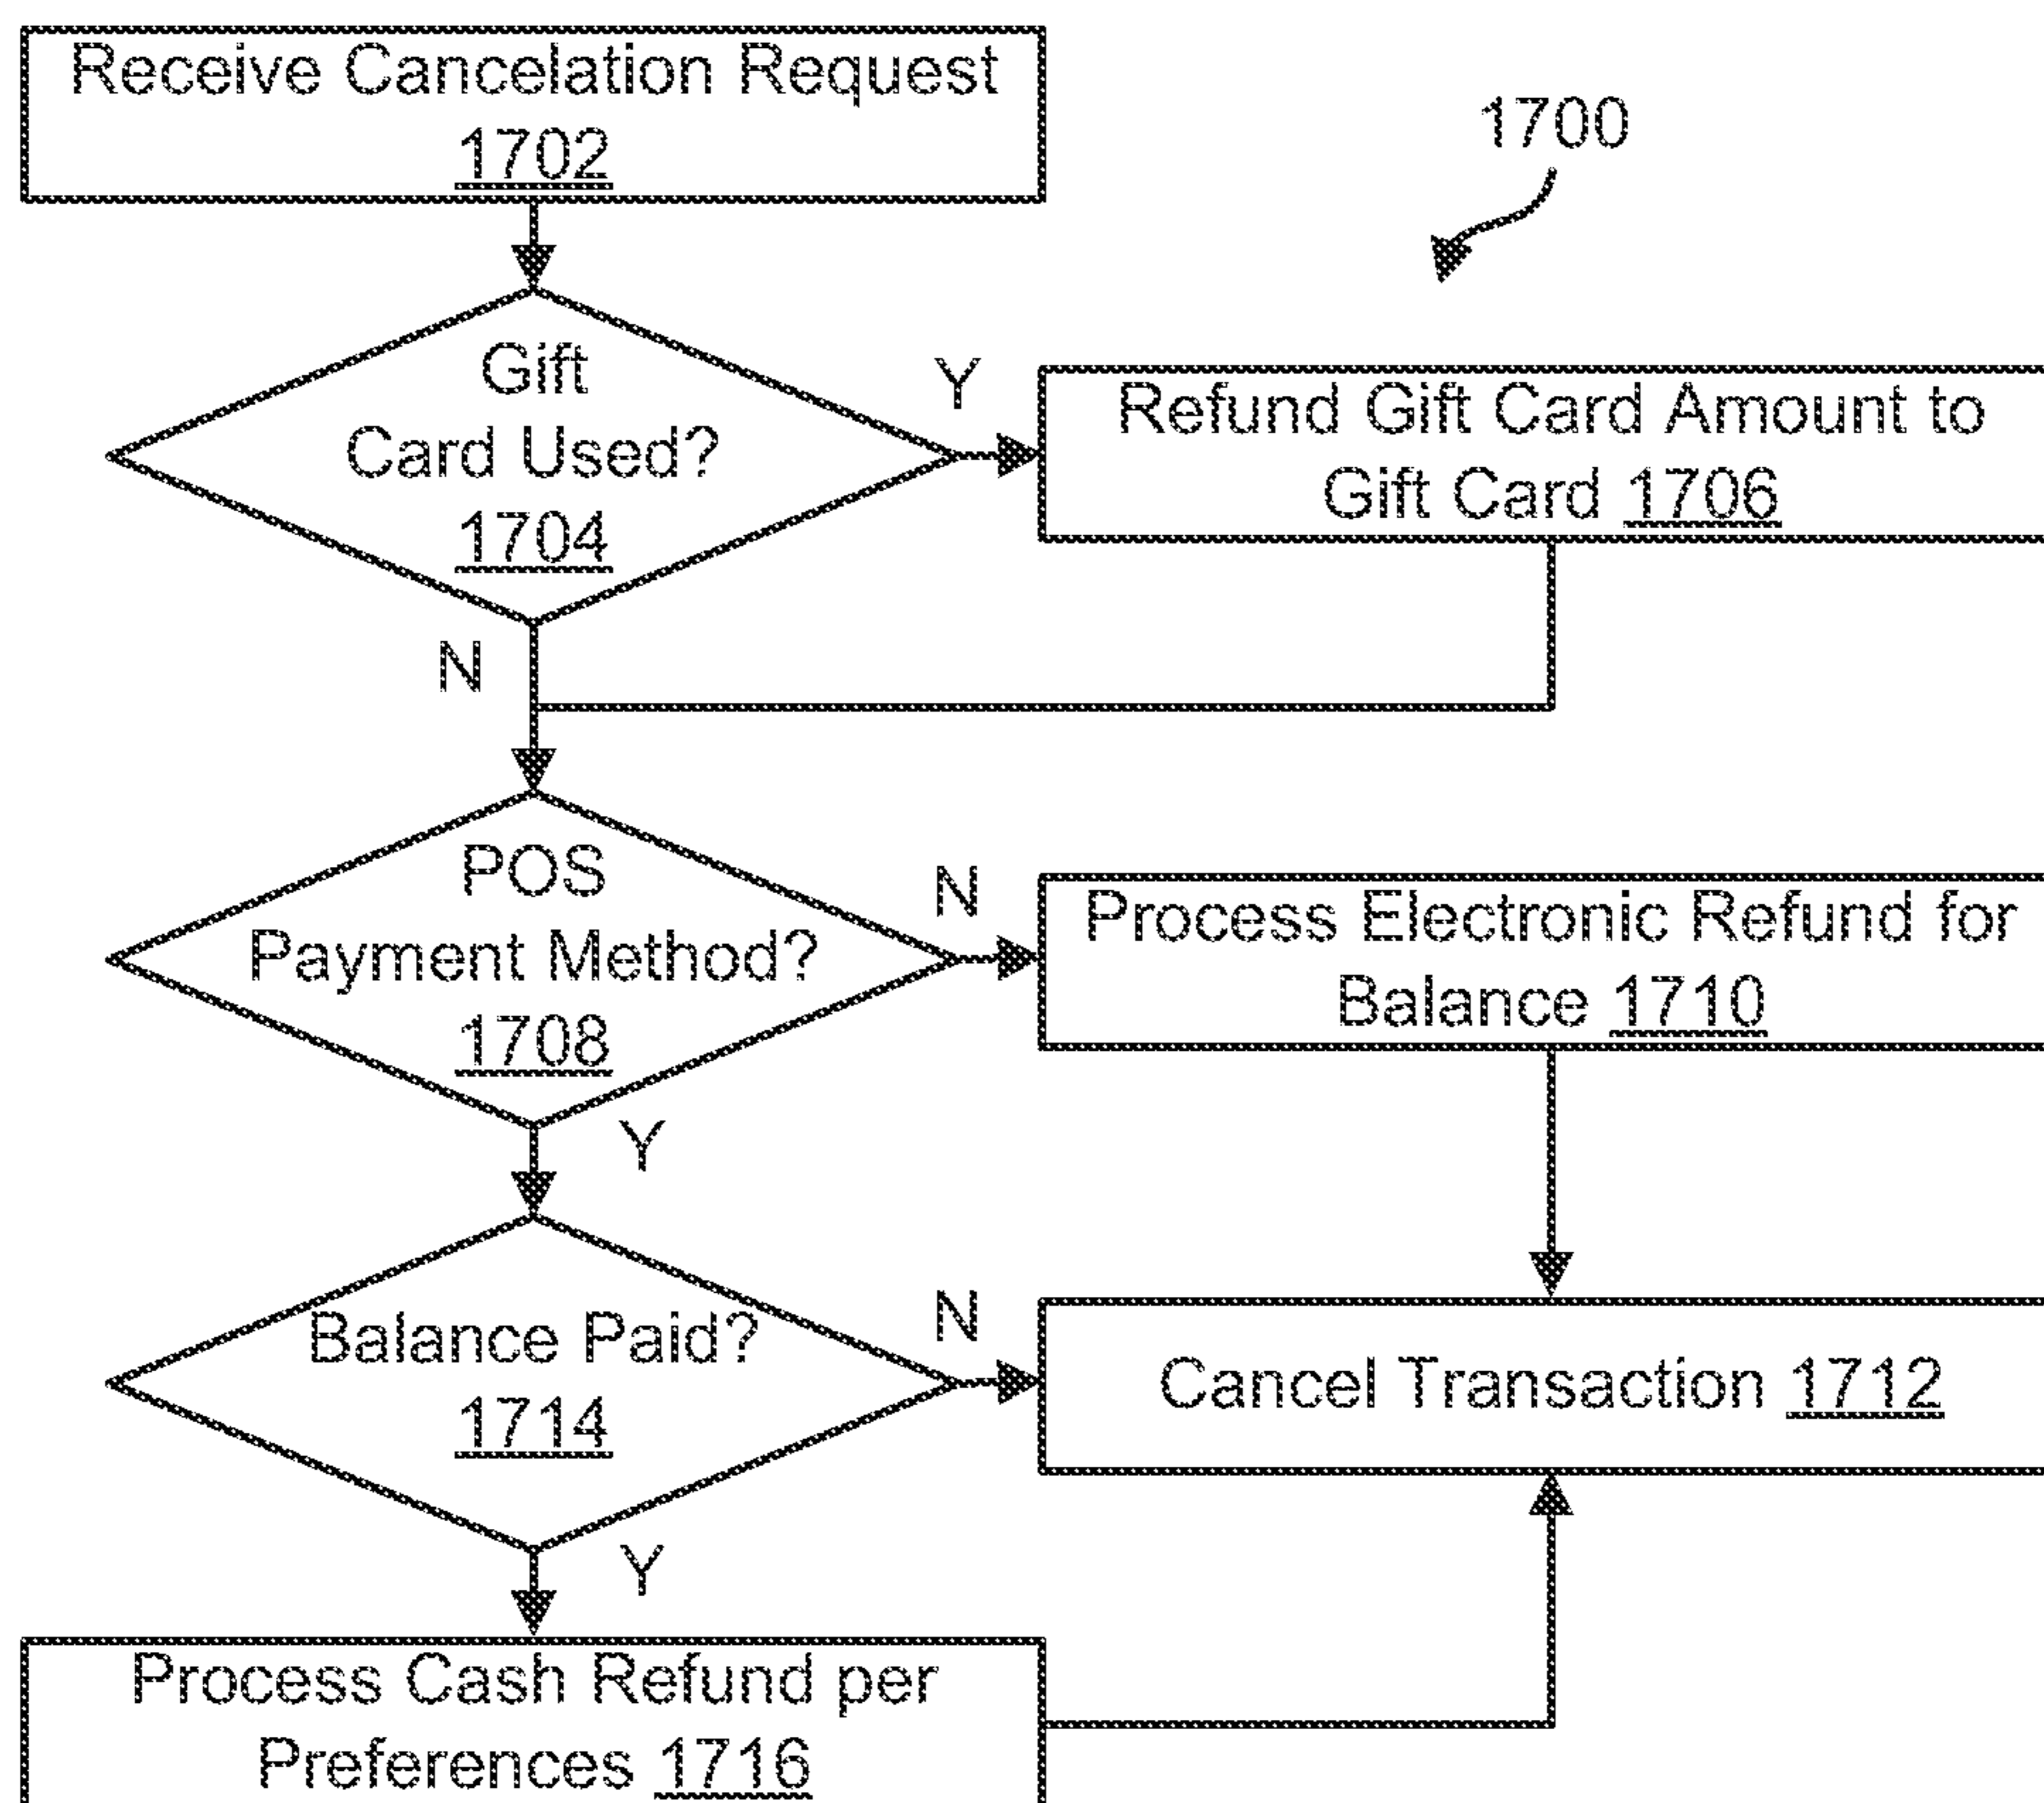 Receive Cancelation Request
1702
1700
Gift
Card Used?
1704
Y
Refund Gift Card Amount to
Gift Card 1706
N
POS
Payment Method?
1708
N
Process Electronic Refund for
Balance 1710
Y
Balance Paid?
1714
N
Cancel Transaction 1712
Y
Process Cash Refund per
Preferences 1716